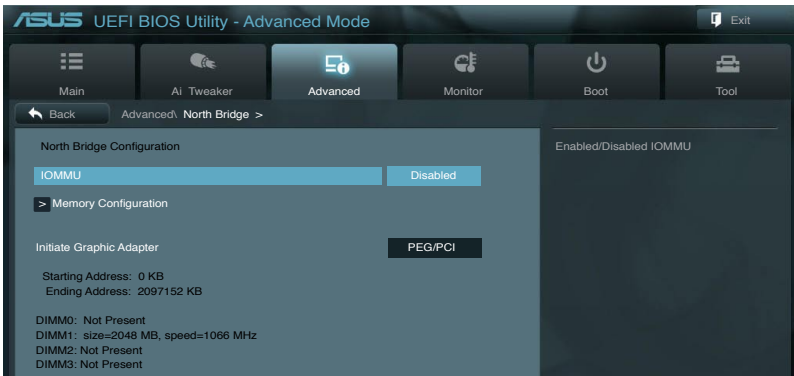 ASUS UEFI BIOS Utility - Advanced Mode
Exit
Main Ai Tweaker Advanced Monitor Boot Tool
Back Advanced\ North Bridge >
North Bridge Configuration
Enabled/Disabled IOMMU
IOMMU Disabled
> Memory Configuration
Initiate Graphic Adapter PEG/PCI
Starting Address: 0 KB
Ending Address: 2097152 KB
DIMM0: Not Present
DIMM1: size=2048 MB, speed=1066 MHz
DIMM2: Not Present
DIMM3: Not Present